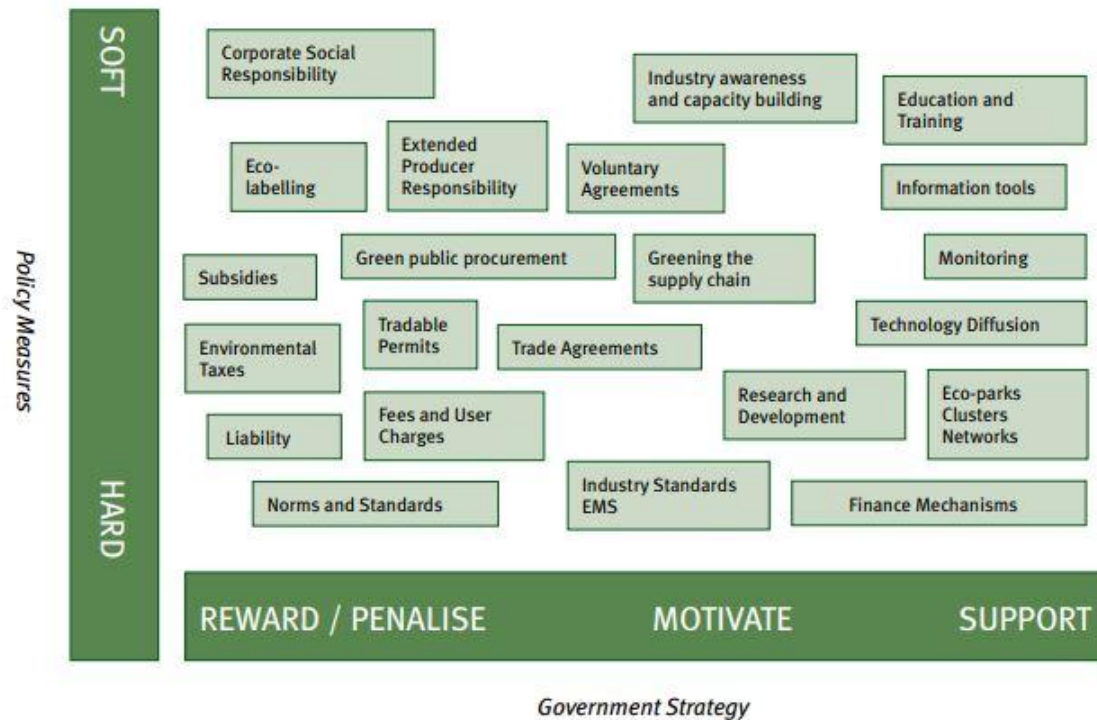 SOFT
HARD
Policy Measures
Corporate Social
Responsibility
Industry awareness
and capacity building
Education and
Training
Eco-
labelling
Extended
Producer
Responsibility
Voluntary
Agreements
Information tools
Subsidies
Green public procurement
Greening the
supply chain
Monitoring
Environmental
Taxes
Tradable
Permits
Trade Agreements
Technology Diffusion
Liability
Fees and User
Charges
Research and
Development
Eco-parks
Clusters
Networks
Norms and Standards
Industry Standards
EMS
Finance Mechanisms
REWARD / PENALISE
MOTIVATE
SUPPORT
Government Strategy